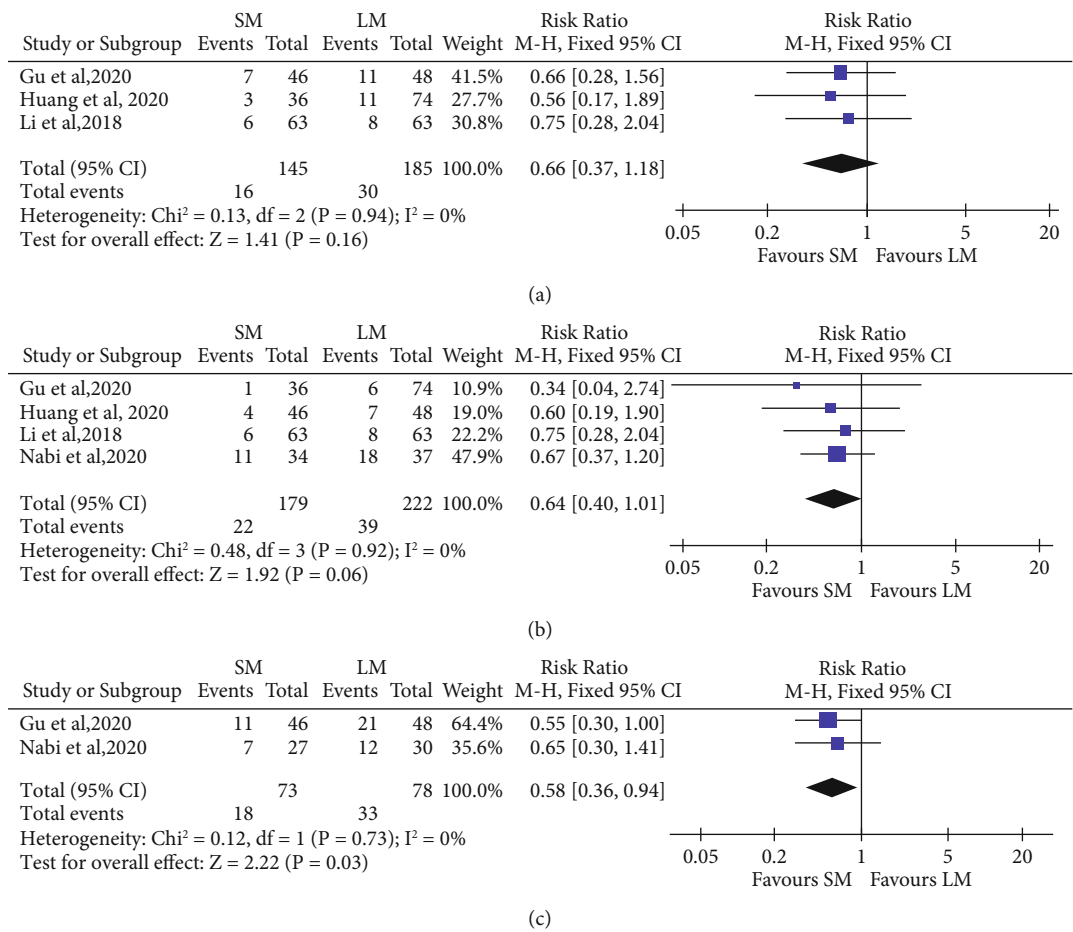 SM LM Risk Ratio Risk Ratio
Study or Subgroup Events Total Events Total Weight M-H, Fixed 95% CI M-H, Fixed 95% CI
Gu et al,2020 7 46 11 48 41.5% 0.66 [0.28, 1.56]
Huang et al, 2020 3 36 11 74 27.7% 0.56 [0.17, 1.89]
Li et al,2018 6 63 8 63 30.8% 0.75 [0.28, 2.04]
Total (95% CI) 145 185 100.0% 0.66 [0.37, 1.18]
Total events 16 30
Heterogeneity: Chi² = 0.13, df = 2 (P = 0.94); I² = 0%
Test for overall effect: Z = 1.41 (P = 0.16)
0.05 0.2 1 5 20
Favours SM Favours LM
(a)
SM LM Risk Ratio Risk Ratio
Study or Subgroup Events Total Events Total Weight M-H, Fixed 95% CI M-H, Fixed 95% CI
Gu et al,2020 1 36 6 74 10.9% 0.34 [0.04, 2.74]
Huang et al, 2020 4 46 7 48 19.0% 0.60 [0.19, 1.90]
Li et al,2018 6 63 8 63 22.2% 0.75 [0.28, 2.04]
Nabi et al,2020 11 34 18 37 47.9% 0.67 [0.37, 1.20]
Total (95% CI) 179 222 100.0% 0.64 [0.40, 1.01]
Total events 22 39
Heterogeneity: Chi² = 0.48, df = 3 (P = 0.92); I² = 0%
Test for overall effect: Z = 1.92 (P = 0.06)
0.05 0.2 1 5 20
Favours SM Favours LM
(b)
SM LM Risk Ratio Risk Ratio
Study or Subgroup Events Total Events Total Weight M-H, Fixed 95% CI M-H, Fixed 95% CI
Gu et al,2020 11 46 21 48 64.4% 0.55 [0.30, 1.00]
Nabi et al,2020 7 27 12 30 35.6% 0.65 [0.30, 1.41]
Total (95% CI) 73 78 100.0% 0.58 [0.36, 0.94]
Total events 18 33
Heterogeneity: Chi² = 0.12, df = 1 (P = 0.73); I² = 0%
Test for overall effect: Z = 2.22 (P = 0.03)
0.05 0.2 1 5 20
Favours SM Favours LM
(c)